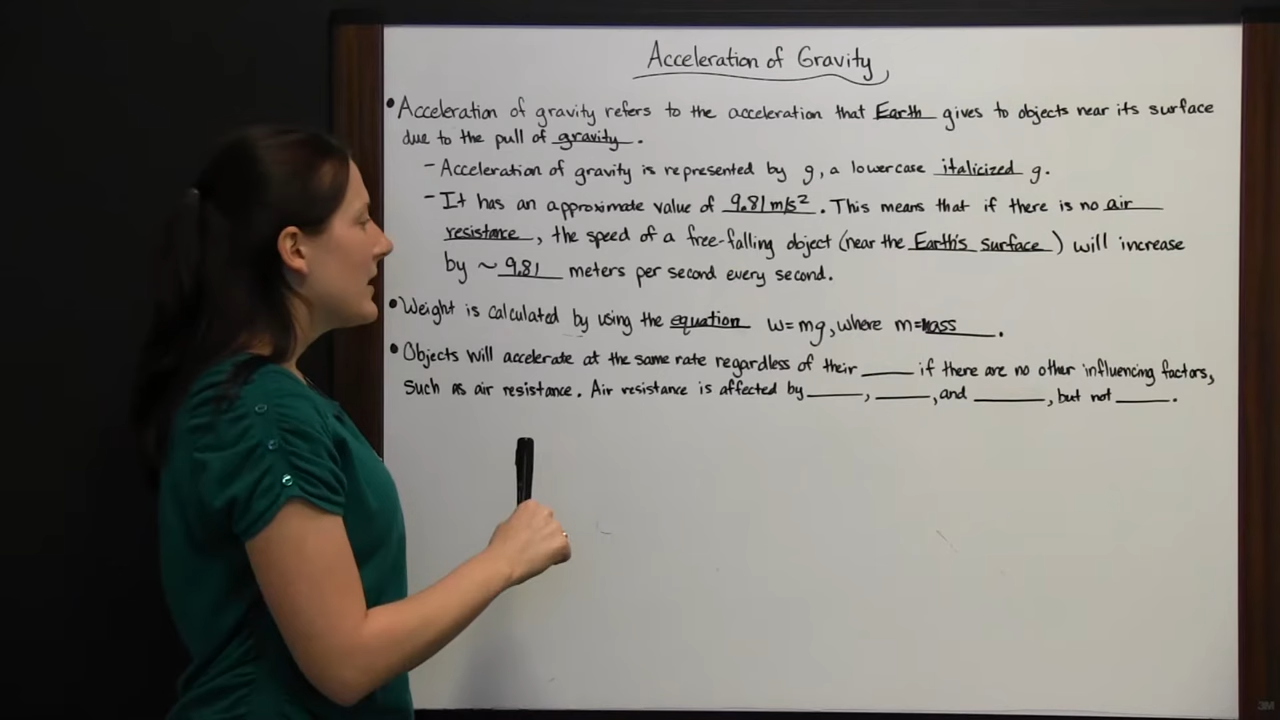 Acceleration of Gravity
• Acceleration of gravity refers to the acceleration that Earth gives to objects near its surface
due to the pull of gravity.
- Acceleration of gravity is represented by g, a lowercase italicized g.
- It has an approximate value of 9.81 m/s². This means that if there is no air
resistance, the speed of a free-falling object (near the Earth's surface) will increase
by ~ 9.81 meters per second every second.
• Weight is calculated by using the equation w=mg, where m=mass.
• Objects will accelerate at the same rate regardless of their ____ if there are no other influencing factors,
such as air resistance. Air resistance is affected by ____, ____, and ____, but not ____.
3M